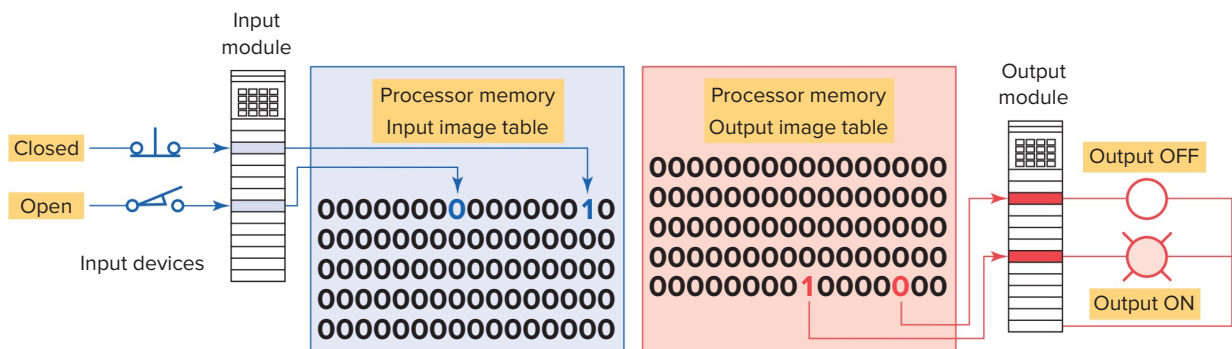 Input
module
Closed
Open
Input devices
Processor memory
Input image table
0000000000000010
0000000000000000
0000000000000000
0000000000000000
0000000000000000
Processor memory
Output image table
0000000000000000
0000000000000000
0000000000000000
0000000000000000
0000000010000000
Output
module
Output OFF
Output ON